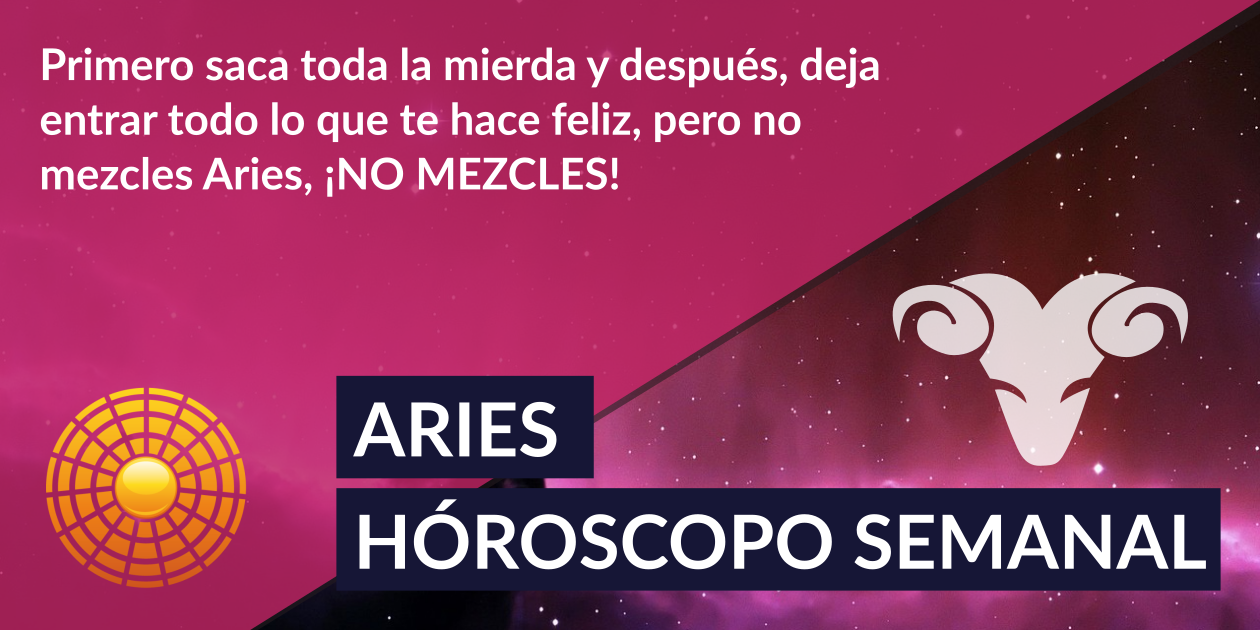 Primero saca toda la mierda y después, deja
entrar todo lo que te hace feliz, pero no
mezcles Aries, ¡NO MEZCLES!
ARIES
HÓROSCOPO SEMANAL